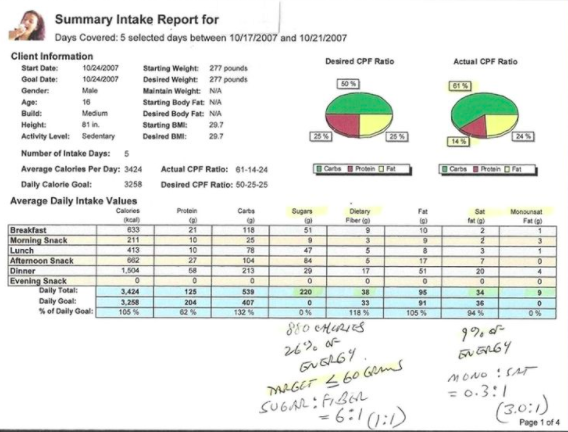 Summary Intake Report for
Days Covered: 5 selected days between 10/17/2007 and 10/21/2007
Client Information
Start Date: 10/24/2007 Starting Weight: 277 pounds
Goal Date: 10/24/2007 Desired Weight: 277 pounds
Gender: Male Maintain Weight: N/A
Age: 16 Starting Body Fat: N/A
Build: Medium Desired Body Fat: N/A
Height: 81 in. Starting BMI: 29.7
Activity Level: Sedentary Desired BMI: 29.7
Number of Intake Days: 5
Average Calories Per Day: 3424 Actual CPF Ratio: 61-14-24
Daily Calorie Goal: 3258 Desired CPF Ratio: 50-25-25
Desired CPF Ratio
50 %
25 % 25 %
Carbs Protein Fat
Actual CPF Ratio
61 %
14 % 24 %
Carbs Protein Fat
Average Daily Intake Values
Calories (kcal) Protein (g) Carbs (g) Sugars (g) Dietary Fiber (g) Fat (g) Sat fat (g) Monounsat Fat (g)
Breakfast 633 21 118 51 9 10 2 1
Morning Snack 211 10 25 9 3 9 2 3
Lunch 413 10 78 47 5 8 3 1
Afternoon Snack 662 27 104 84 5 17 7 0
Dinner 1,504 58 213 29 17 51 20 4
Evening Snack 0 0 0 0 0 0 0 0
Daily Total: 3,424 125 539 220 38 95 34 9
Daily Goal: 3,258 204 407 0 33 91 36 0
% of Daily Goal: 105 % 62 % 132 % 0 % 118 % 105 % 94 % 0 %
880 CALORIES
26% OF
ENERGY.
TARGET ≤ 60 GRAMS
SUGAR : FIBER
= 6:1 (1:1)
9% OF
ENERGY
MONO : SAT
= 0.3:1
(3.0:1)
Page 1 of 4